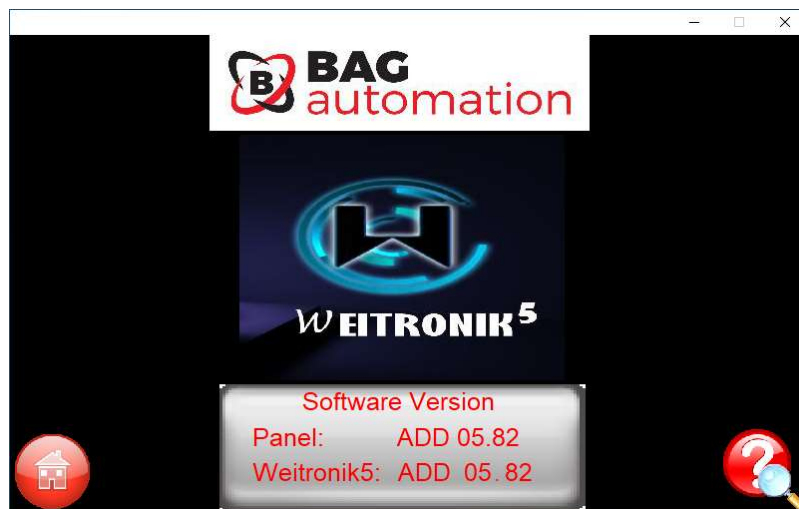 B BAG
automation
W
WEITRONIK5
Software Version
Panel: ADD 05.82
Weitronik5: ADD 05.82
?